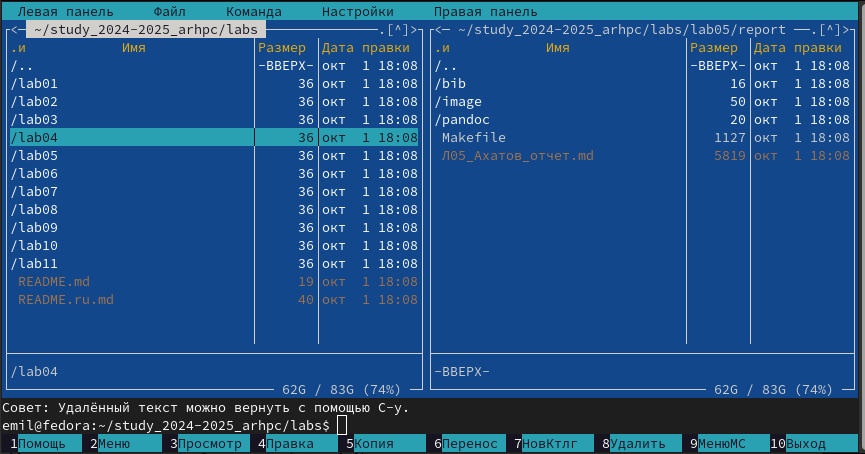 Левая панель Файл Команда Настройки Правая панель
<─ ~/study_2024-2025_arhpc/labs ─.[^]>
.и Имя Размер Дата правки
/.. -ВВЕРХ- окт 1 18:08
/lab01 36 окт 1 18:08
/lab02 36 окт 1 18:08
/lab03 36 окт 1 18:08
/lab04 36 окт 1 18:08
/lab05 36 окт 1 18:08
/lab06 36 окт 1 18:08
/lab07 36 окт 1 18:08
/lab08 36 окт 1 18:08
/lab09 36 окт 1 18:08
/lab10 36 окт 1 18:08
/lab11 36 окт 1 18:08
README.md 19 окт 1 18:08
README.ru.md 40 окт 1 18:08
/lab04
62G / 83G (74%)
<─ ~/study_2024-2025_arhpc/labs/lab05/report ─.[^]>
.и Имя Размер Дата правки
/.. -ВВЕРХ- окт 1 18:08
/bib 16 окт 1 18:08
/image 50 окт 1 18:08
/pandoc 20 окт 1 18:08
Makefile 1127 окт 1 18:08
Л05_Ахатов_отчет.md 5819 окт 1 18:08
-ВВЕРХ-
62G / 83G (74%)
Совет: Удалённый текст можно вернуть с помощью C-y.
emil@fedora:~/study_2024-2025_arhpc/labs$
1Помощь 2Меню 3Просмотр 4Правка 5Копия 6Перенос 7НовКтлг 8Удалить 9МенюМС 10Выход